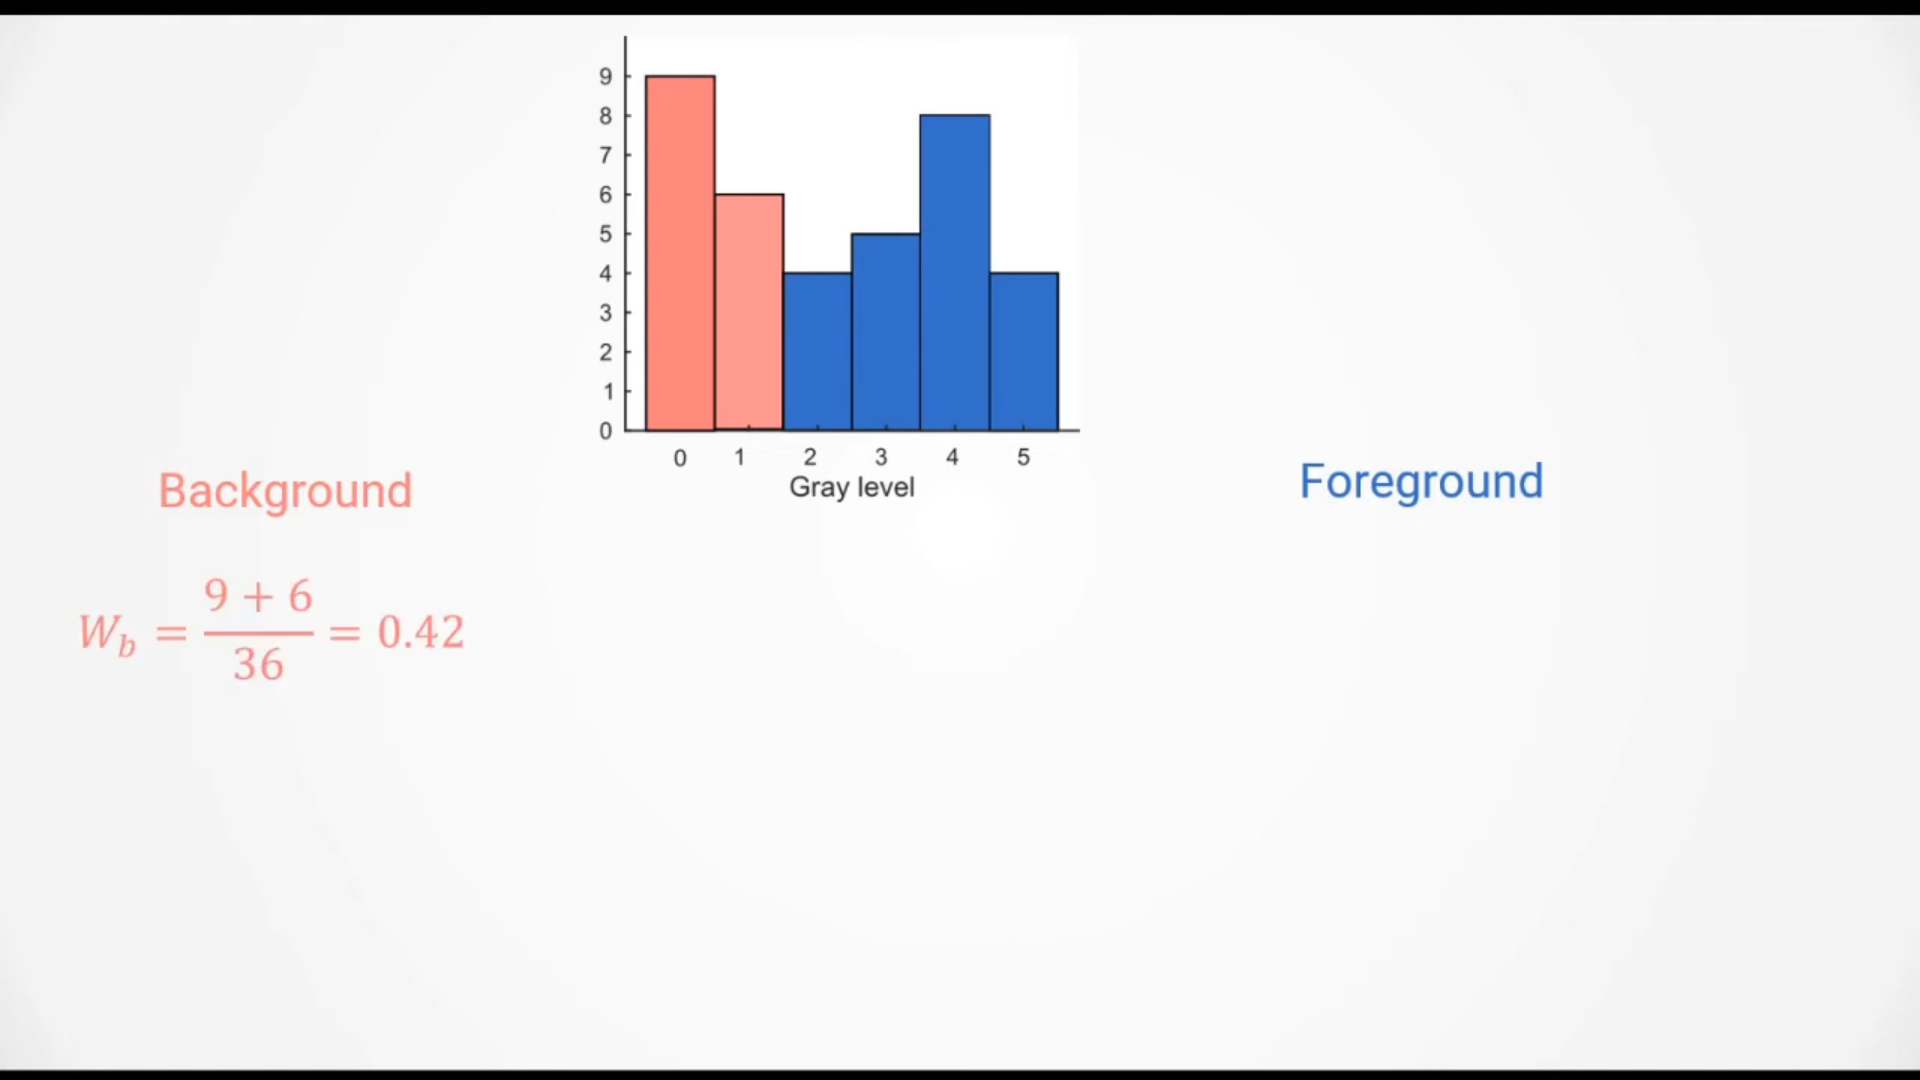 9
8
7
6
5
4
3
2
1
0
0 1 2 3 4 5
Gray level
Background
Foreground
W_b = (9 + 6)/36 = 0.42